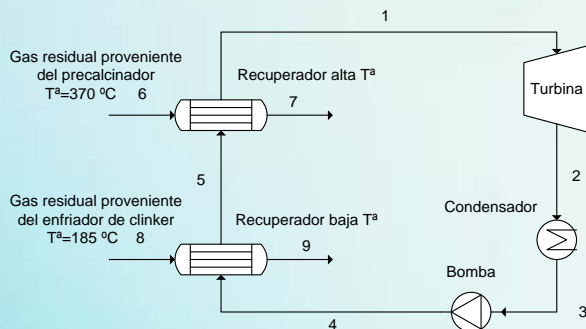 1
Gas residual proveniente
del precalcinador
Tª=370 ºC 6
Recuperador alta Tª
7
Turbina
5
2
Gas residual proveniente
del enfriador de clinker
Tª=185 ºC 8
Recuperador baja Tª
9
Condensador
Bomba
4
3